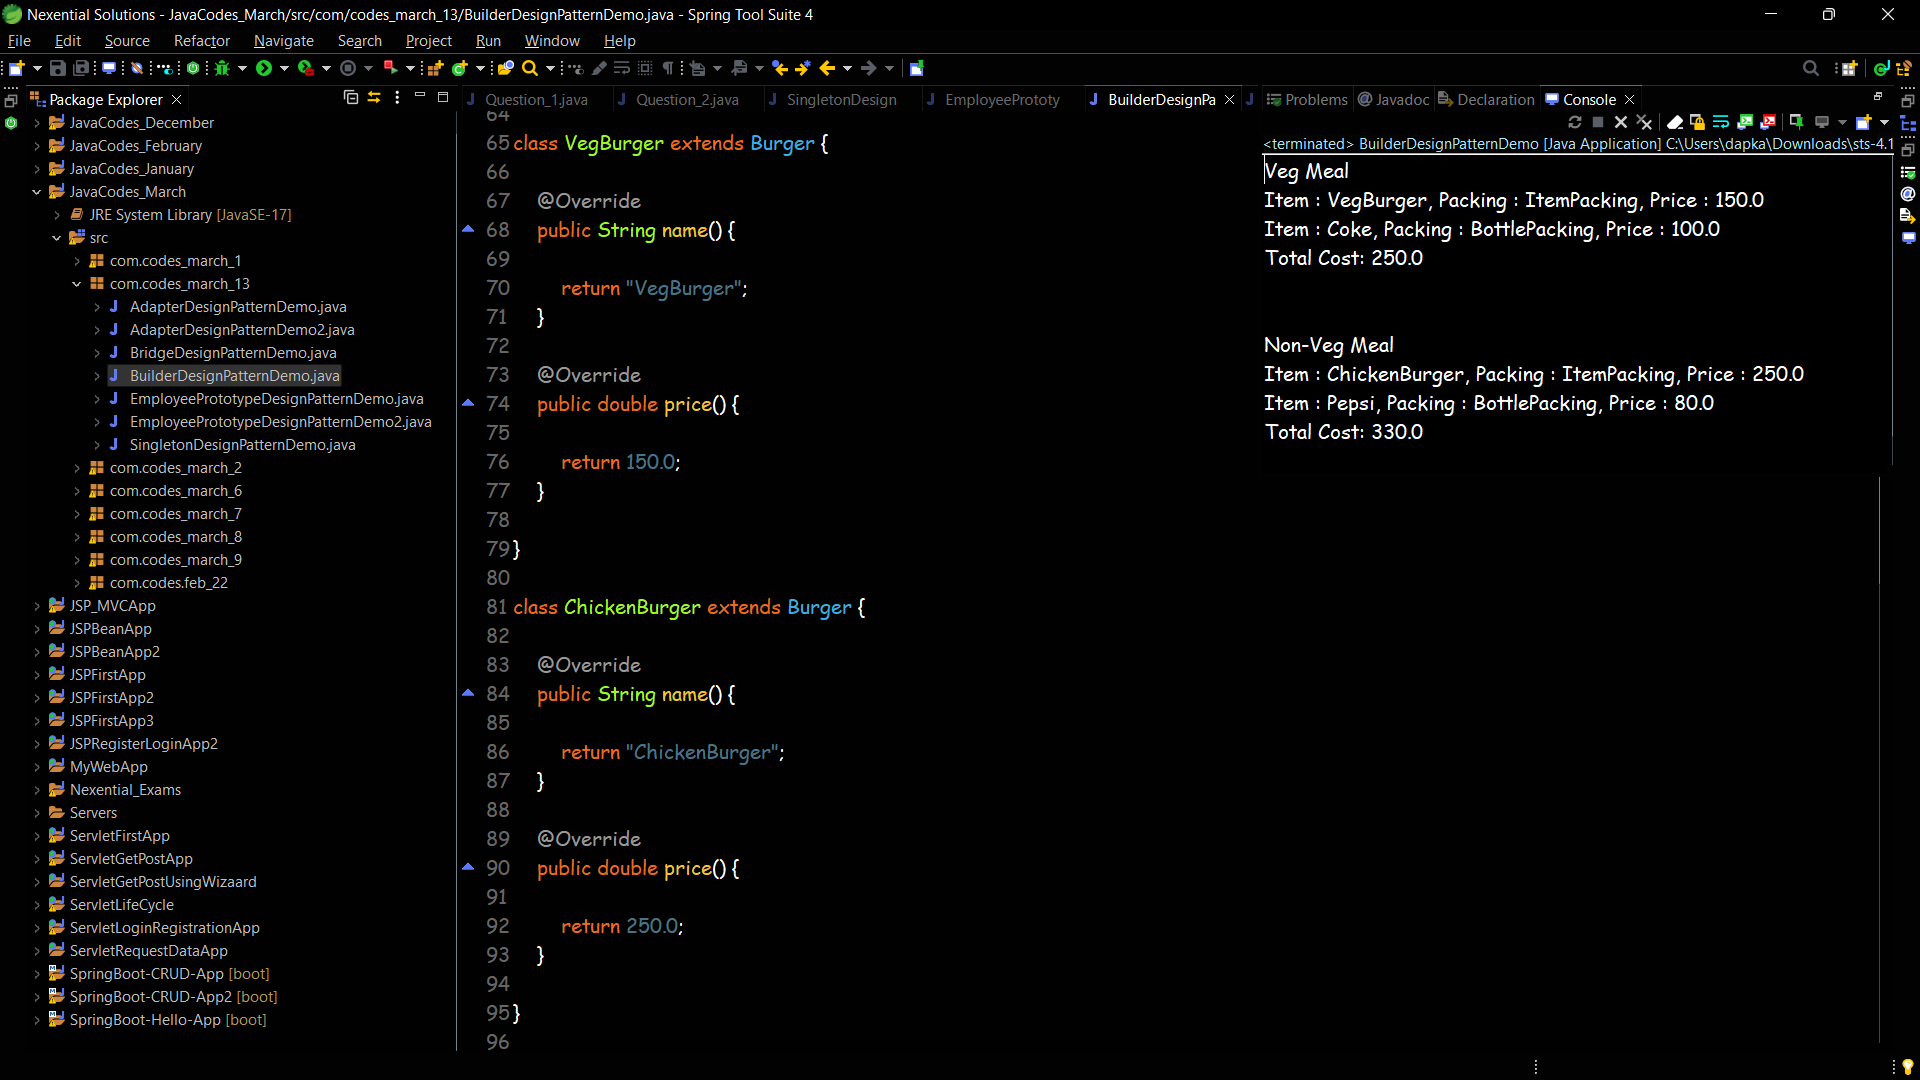 Nexential Solutions - JavaCodes_March/src/com/codes_march_13/BuilderDesignPatternDemo.java - Spring Tool Suite 4
File Edit Source Refactor Navigate Search Project Run Window Help
Package Explorer
JavaCodes_December
JavaCodes_February
JavaCodes_January
JavaCodes_March
JRE System Library [JavaSE-17]
src
com.codes_march_1
com.codes_march_13
AdapterDesignPatternDemo.java
AdapterDesignPatternDemo2.java
BridgeDesignPatternDemo.java
BuilderDesignPatternDemo.java
EmployeePrototypeDesignPatternDemo.java
EmployeePrototypeDesignPatternDemo2.java
SingletonDesignPatternDemo.java
com.codes_march_2
com.codes_march_6
com.codes_march_7
com.codes_march_8
com.codes_march_9
com.codes.feb_22
JSP_MVCApp
JSPBeanApp
JSPBeanApp2
JSPFirstApp
JSPFirstApp2
JSPFirstApp3
JSPRegisterLoginApp2
MyWebApp
Nexential_Exams
Servers
ServletFirstApp
ServletGetPostApp
ServletGetPostUsingWizaard
ServletLifeCycle
ServletLoginRegistrationApp
ServletRequestDataApp
SpringBoot-CRUD-App [boot]
SpringBoot-CRUD-App2 [boot]
SpringBoot-Hello-App [boot]
Question_1.java Question_2.java SingletonDesign EmployeePrototy BuilderDesignPa
64
65 class VegBurger extends Burger {
66
67 @Override
68 public String name() {
69
70 return "VegBurger";
71 }
72
73 @Override
74 public double price() {
75
76 return 150.0;
77 }
78
79 }
80
81 class ChickenBurger extends Burger {
82
83 @Override
84 public String name() {
85
86 return "ChickenBurger";
87 }
88
89 @Override
90 public double price() {
91
92 return 250.0;
93 }
94
95 }
96
Problems Javadoc Declaration Console
<terminated> BuilderDesignPatternDemo [Java Application] C:\Users\dapka\Downloads\sts-4.1
Veg Meal
Item : VegBurger, Packing : ItemPacking, Price : 150.0
Item : Coke, Packing : BottlePacking, Price : 100.0
Total Cost: 250.0
Non-Veg Meal
Item : ChickenBurger, Packing : ItemPacking, Price : 250.0
Item : Pepsi, Packing : BottlePacking, Price : 80.0
Total Cost: 330.0